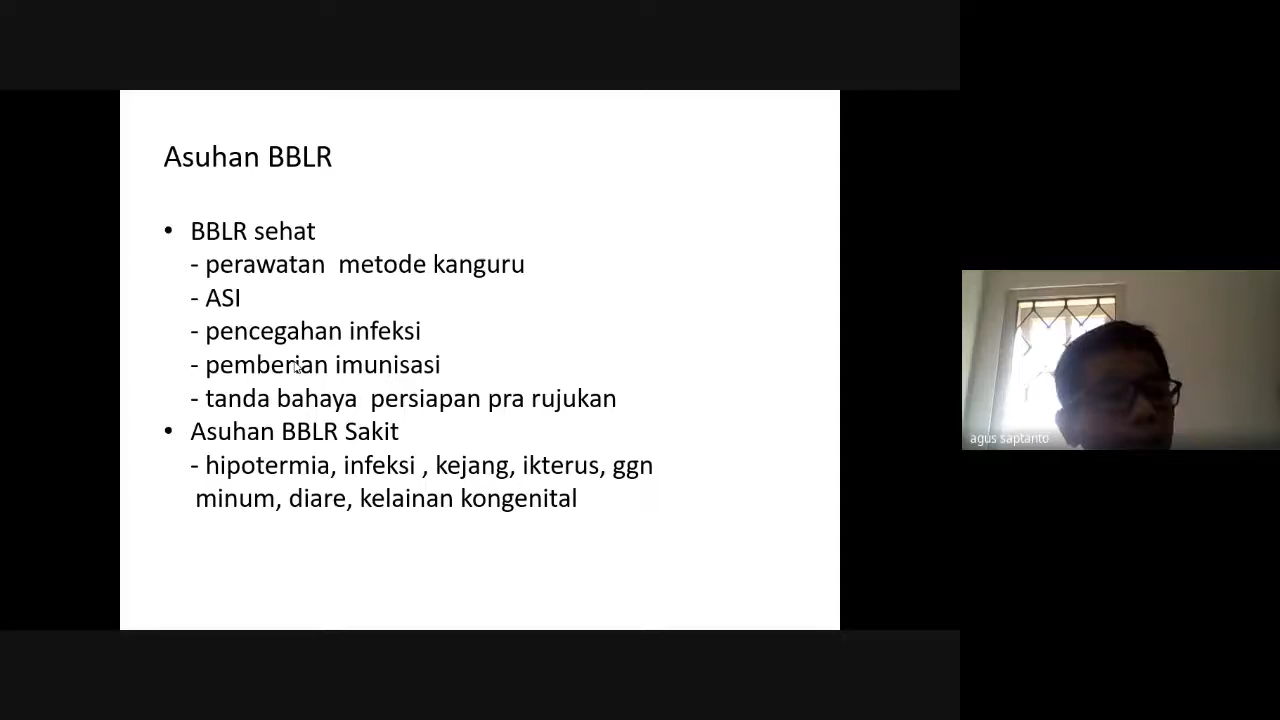 Asuhan BBLR
• BBLR sehat
- perawatan metode kanguru
- ASI
- pencegahan infeksi
- pemberian imunisasi
- tanda bahaya persiapan pra rujukan
• Asuhan BBLR Sakit
- hipotermia, infeksi , kejang, ikterus, ggn
minum, diare, kelainan kongenital
agus saptanto